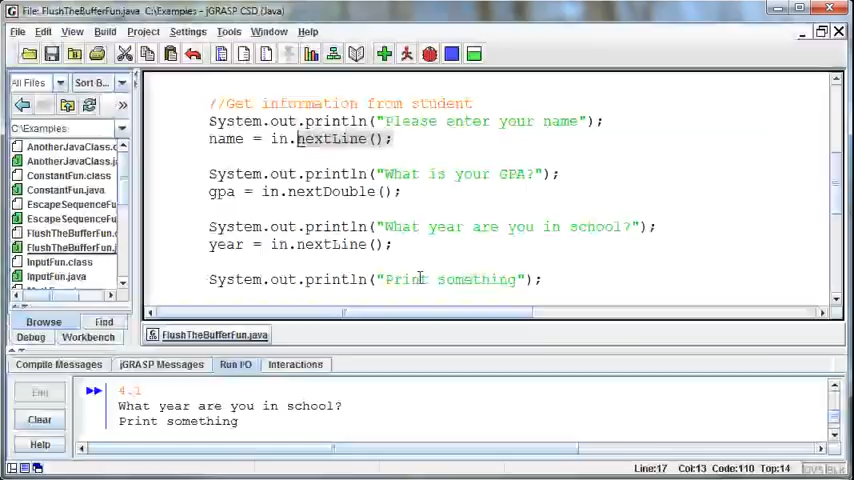 File: FlushTheBufferFun.java C:\Examples - jGRASP CSD (Java)
File Edit View Build Project Settings Tools Window Help
All Files Sort B...
C:\Examples
AnotherJavaClass.
AnotherJavaClass.j
ConstantFun.class
ConstantFun.java
EscapeSequenceFu
EscapeSequenceFu
FlushTheBufferFun.
FlushTheBufferFun.j
InputFun.class
InputFun.java
Browse Find
Debug Workbench
//Get information from student
System.out.println("Please enter your name");
name = in.nextLine();
System.out.println("What is your GPA?");
gpa = in.nextDouble();
System.out.println("What year are you in school?");
year = in.nextLine();
System.out.println("Print something");
FlushTheBufferFun.java
Compile Messages jGRASP Messages Run I/O Interactions
End
Clear
Help
4.1
What year are you in school?
Print something
Line:17 Col:13 Code:110 Top:14 OVS BLK